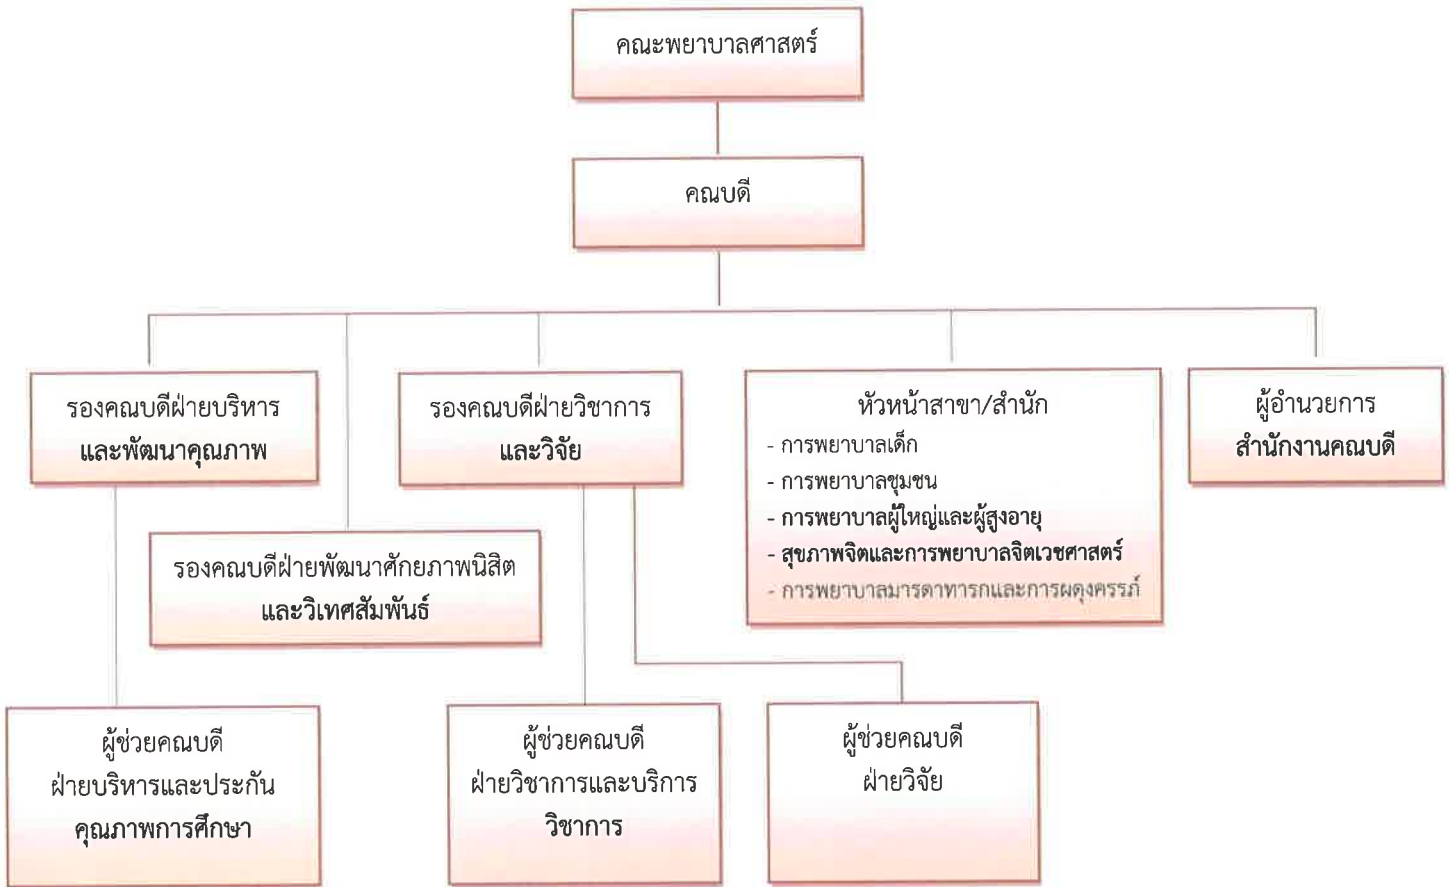 คณะพยาบาลศาสตร์
คณบดี
รองคณบดีฝ่ายบริหาร
และพัฒนาคุณภาพ
รองคณบดีฝ่ายวิชาการ
และวิจัย
หัวหน้าสาขา/สำนัก
- การพยาบาลเด็ก
- การพยาบาลชุมชน
- การพยาบาลผู้ใหญ่และผู้สูงอายุ
- สุขภาพจิตและการพยาบาลจิตเวชศาสตร์
- การพยาบาลมารดาทารกและการผดุงครรภ์
ผู้อำนวยการ
สำนักงานคณบดี
รองคณบดีฝ่ายพัฒนาศักยภาพนิสิต
และวิเทศสัมพันธ์
ผู้ช่วยคณบดี
ฝ่ายบริหารและประกัน
คุณภาพการศึกษา
ผู้ช่วยคณบดี
ฝ่ายวิชาการและบริการ
วิชาการ
ผู้ช่วยคณบดี
ฝ่ายวิจัย